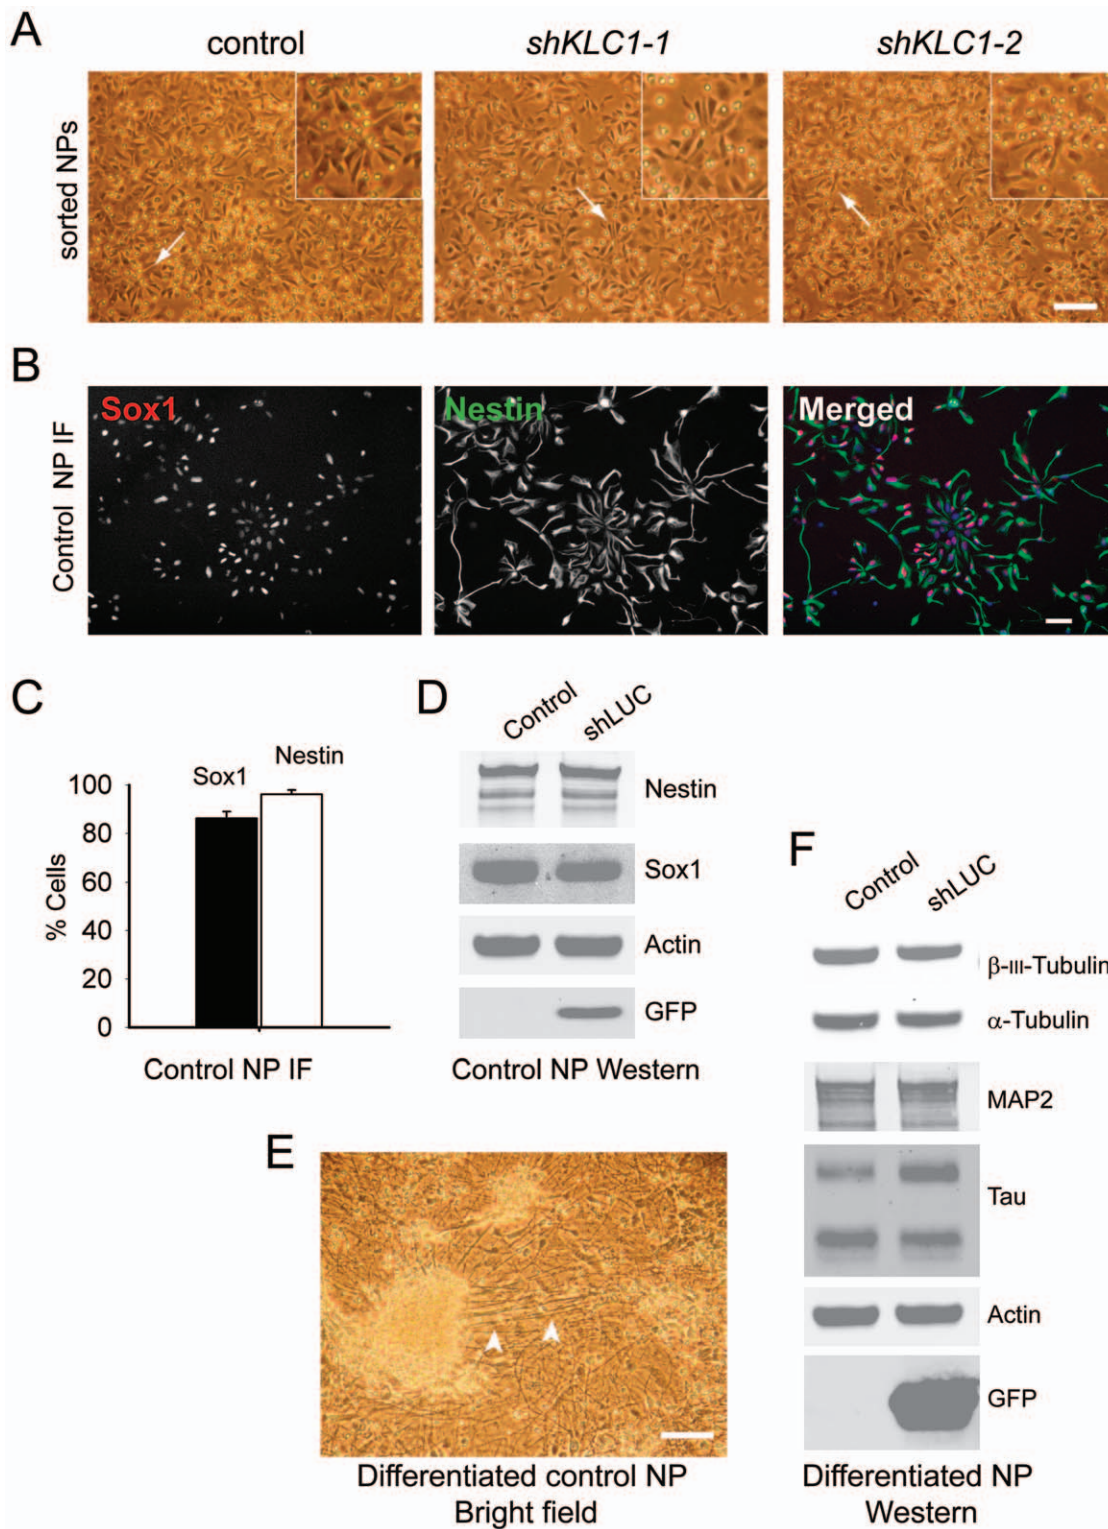 A
control
shKLC1-1
shKLC1-2
sorted NPs
B
Control NP IF
Sox1
Nestin
Merged
C
% Cells
100
80
60
40
20
0
Sox1
Nestin
Control NP IF
D
Control
shLUC
Nestin
Sox1
Actin
GFP
Control NP Western
E
Differentiated control NP
Bright field
F
Control
shLUC
β-III-Tubulin
α-Tubulin
MAP2
Tau
Actin
GFP
Differentiated NP
Western